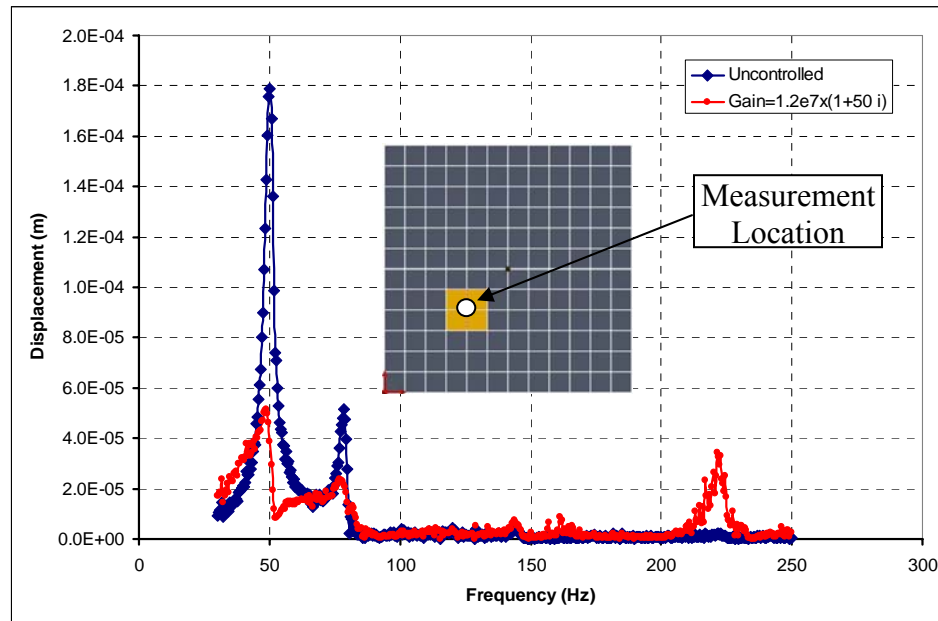 2.0E-04
1.8E-04
1.6E-04
1.4E-04
1.2E-04
1.0E-04
8.0E-05
6.0E-05
4.0E-05
2.0E-05
0.0E+00
Displacement (m)
Uncontrolled
Gain=1.2e7x(1+50 i)
Measurement
Location
0
50
100
150
200
250
300
Frequency (Hz)